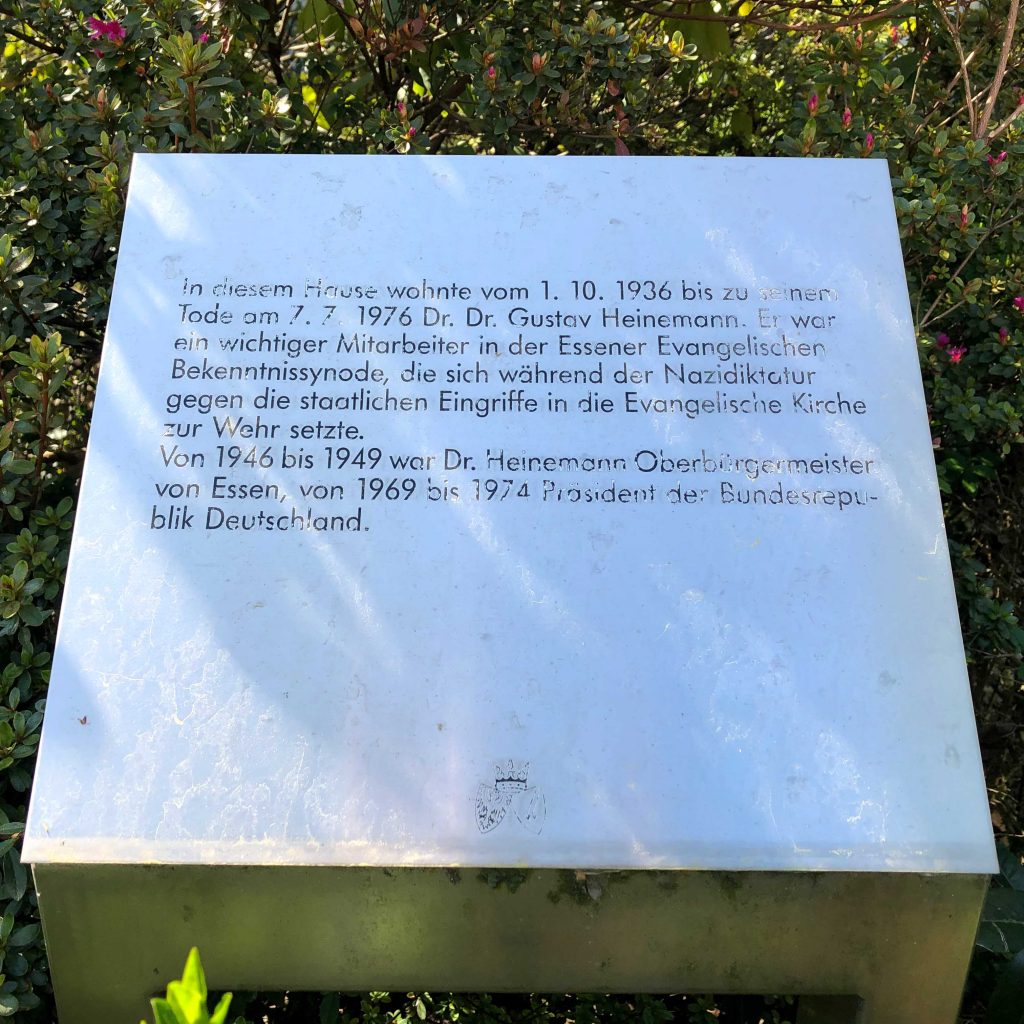 In diesem Hause wohnte vom 1. 10. 1936 bis zu seinem
Tode am 7. 7. 1976 Dr. Dr. Gustav Heinemann. Er war
ein wichtiger Mitarbeiter in der Essener Evangelischen
Bekenntnissynode, die sich während der Nazidiktatur
gegen die staatlichen Eingriffe in die Evangelische Kirche
zur Wehr setzte.
Von 1946 bis 1949 war Dr. Heinemann Oberbürgermeister
von Essen, von 1969 bis 1974 Präsident der Bundesrepu-
blik Deutschland.